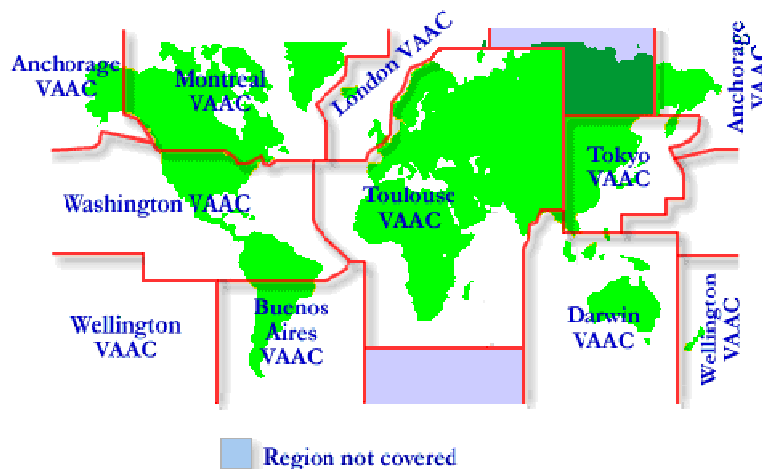 Anchorage
VAAC
Montreal
VAAC
London VAAC
Anchorage
VAAC
Washington VAAC
Toulouse
VAAC
Tokyo
VAAC
Wellington
VAAC
Buenos
Aires
VAAC
Darwin
VAAC
Wellington
VAAC
Region not covered